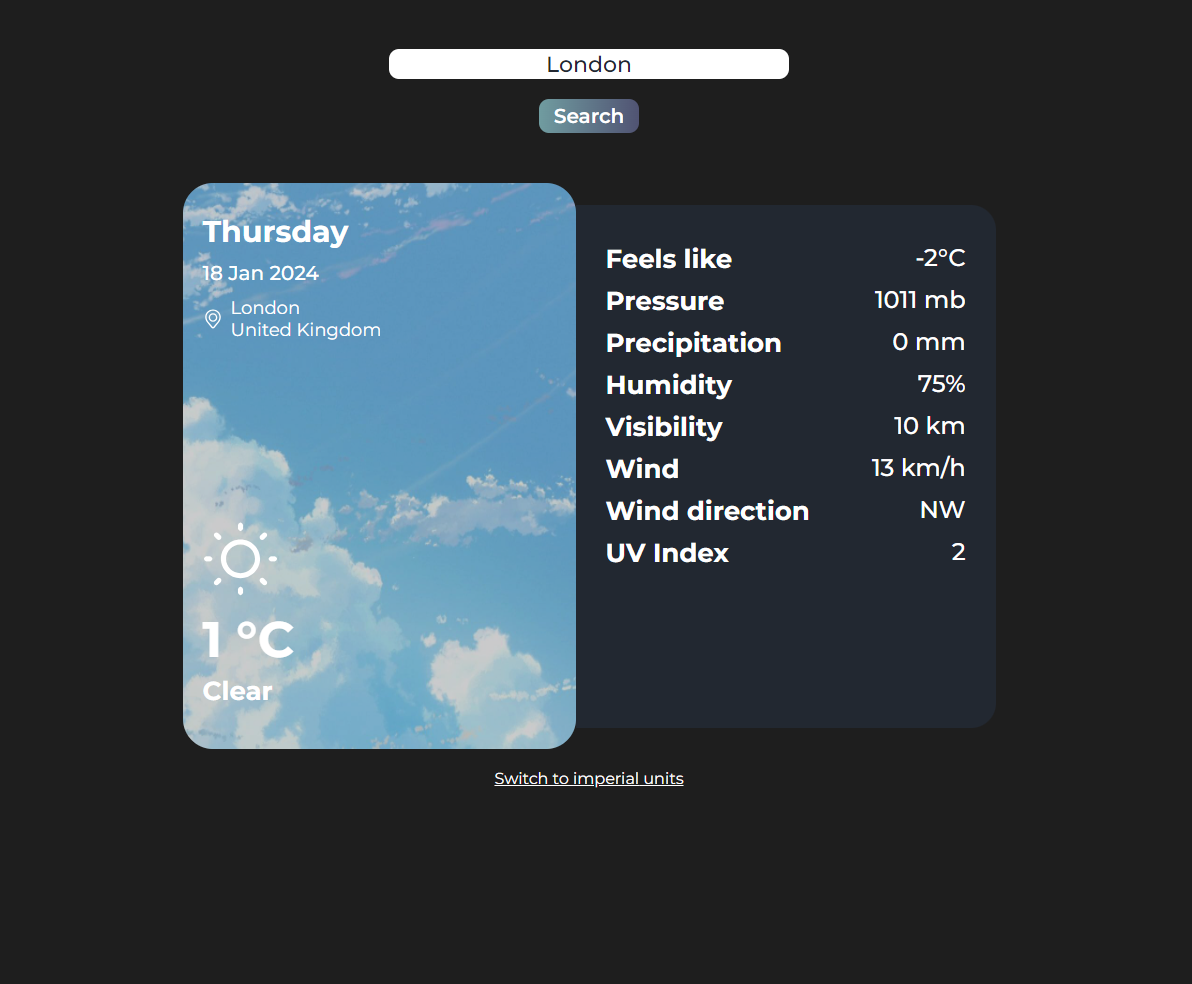 London
Search
Thursday
18 Jan 2024
London
United Kingdom
1 °C
Clear
Feels like -2°C
Pressure 1011 mb
Precipitation 0 mm
Humidity 75%
Visibility 10 km
Wind 13 km/h
Wind direction NW
UV Index 2
Switch to imperial units